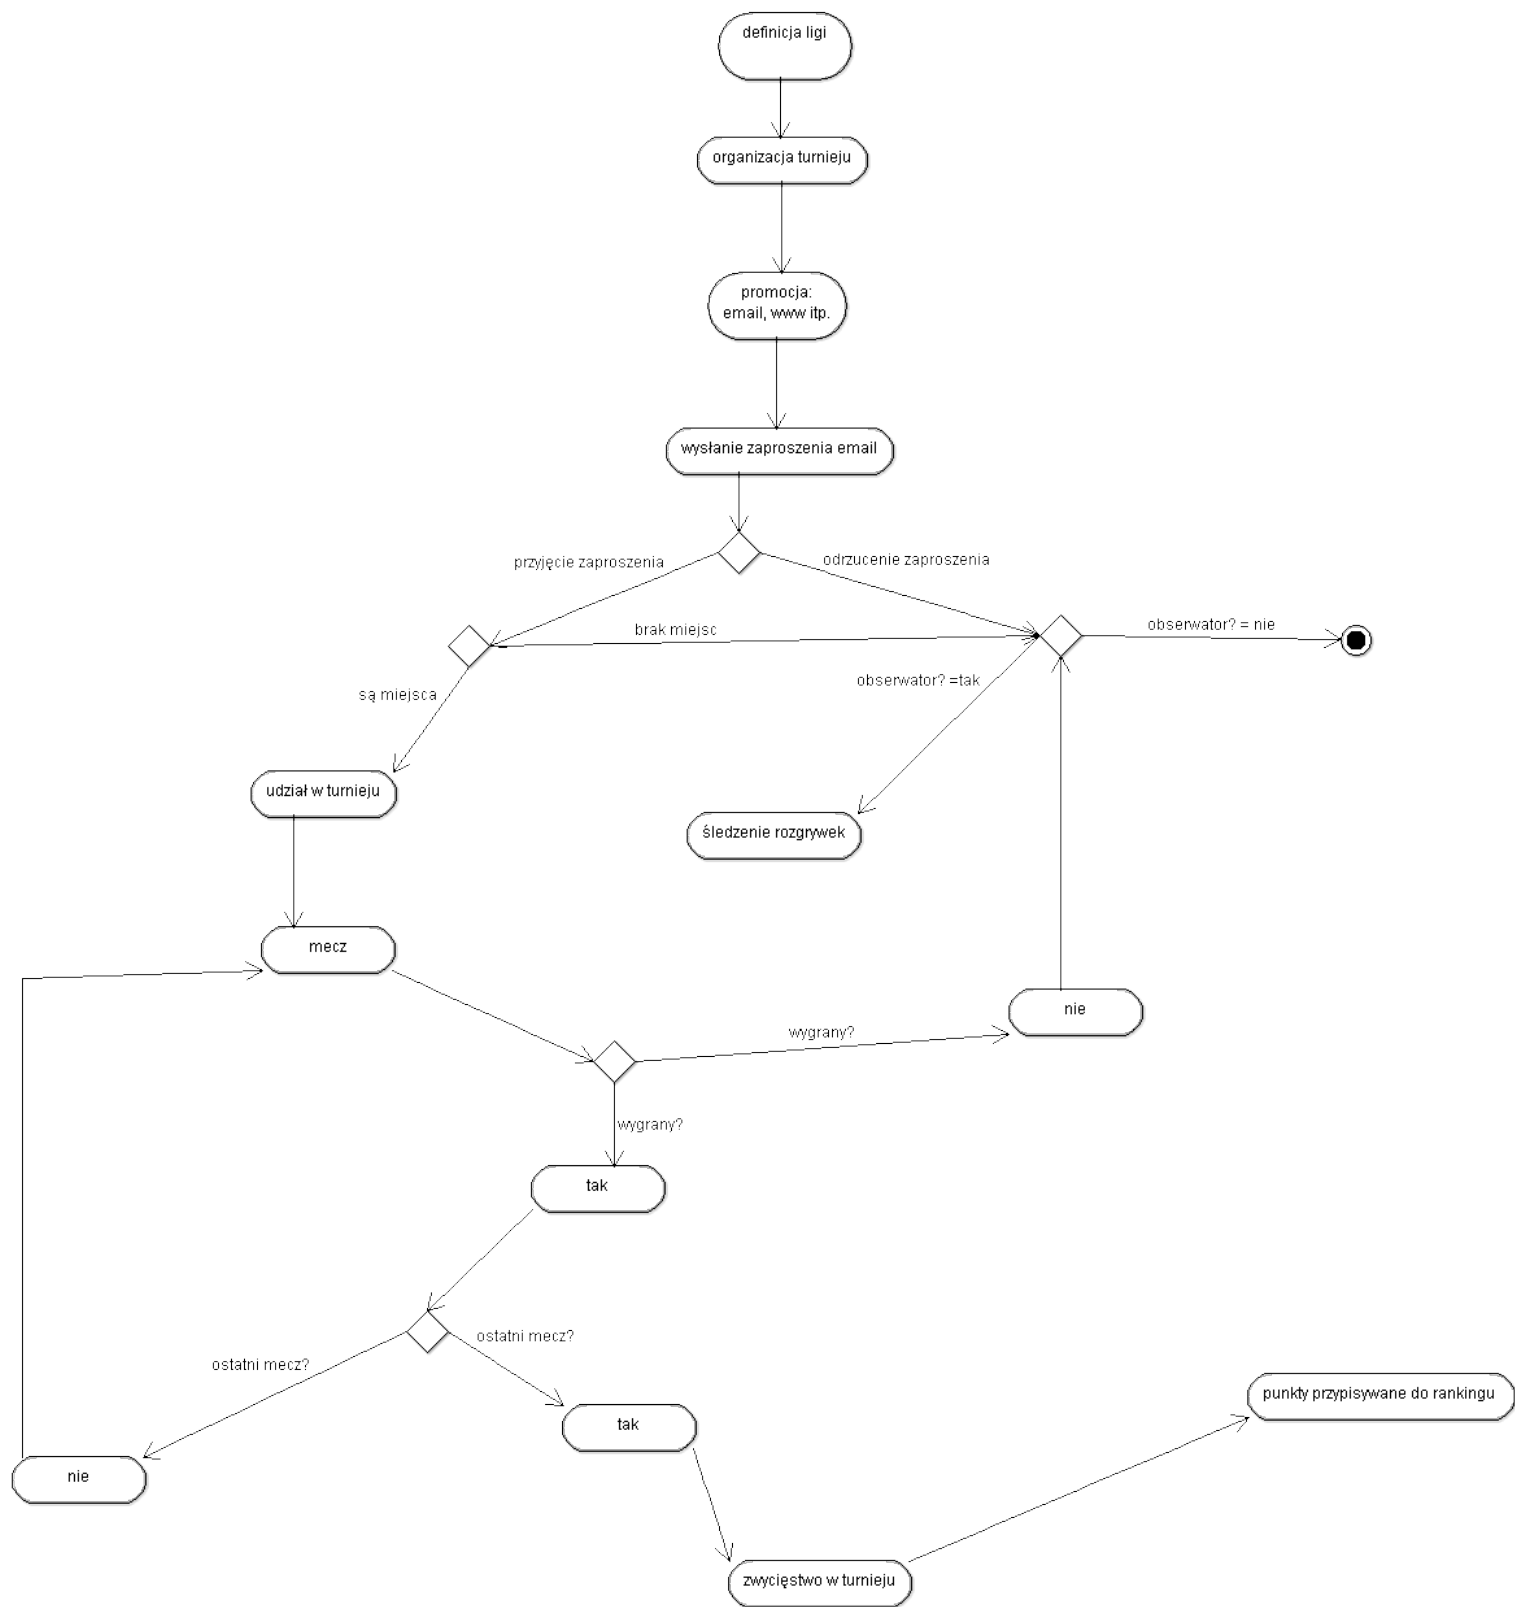 definicja ligi
organizacja turnieju
promocja:
email, www itp.
wysłanie zaproszenia email
przyjęcie zaproszenia
odrzucenie zaproszenia
brak miejsc
obserwator? = nie
są miejsca
obserwator? =tak
udział w turnieju
śledzenie rozgrywek
mecz
nie
wygrany?
wygrany?
tak
ostatni mecz?
ostatni mecz?
punkty przypisywane do rankingu
tak
nie
zwycięstwo w turnieju